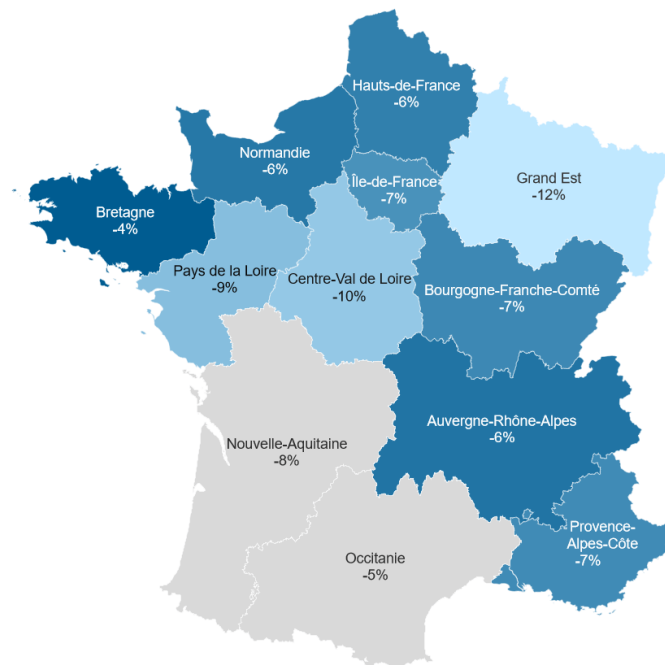 Hauts-de-France
-6%
Normandie
-6%
Île-de-France
-7%
Grand Est
-12%
Bretagne
-4%
Pays de la Loire
-9%
Centre-Val de Loire
-10%
Bourgogne-Franche-Comté
-7%
Auvergne-Rhône-Alpes
-6%
Nouvelle-Aquitaine
-8%
Provence-
Alpes-Côte
-7%
Occitanie
-5%